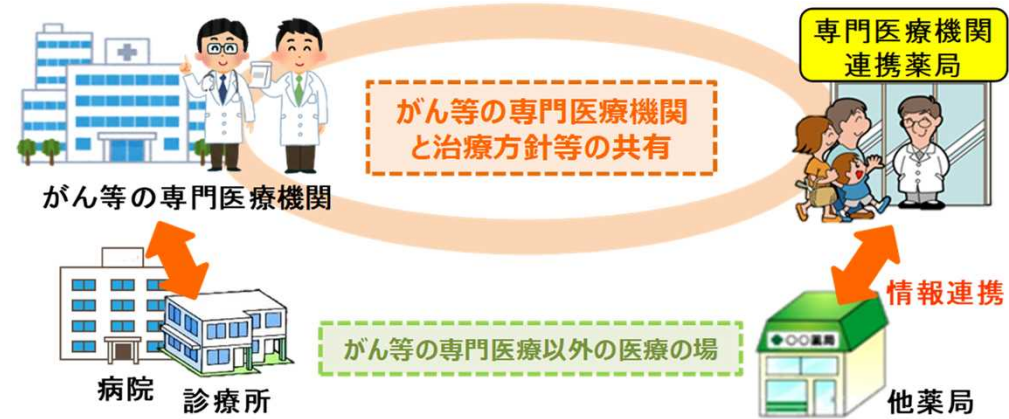 専門医療機関
連携薬局
がん等の専門医療機関
と治療方針等の共有
がん等の専門医療機関
情報連携
がん等の専門医療以外の医療の場
○○薬局
病院
診療所
他薬局